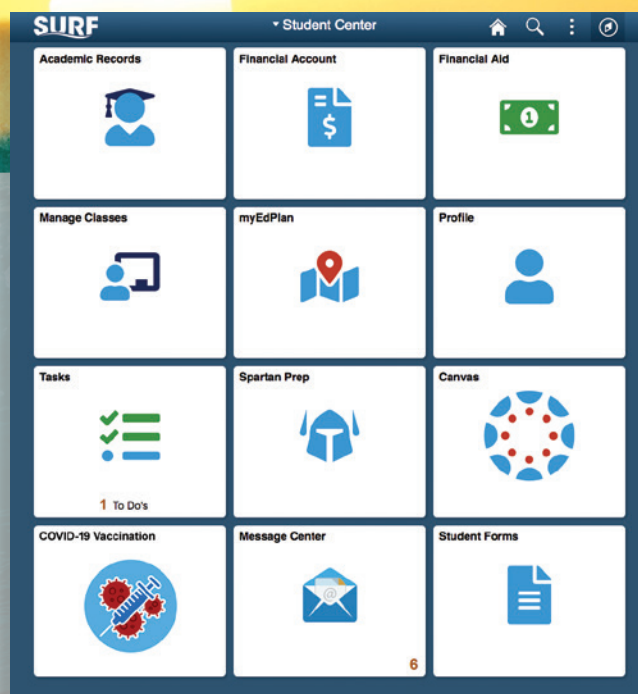 SURF
Student Center
Academic Records
Financial Account
Financial Aid
$
1
Manage Classes
myEdPlan
Profile
Tasks
Spartan Prep
Canvas
1 To Do's
COVID-19 Vaccination
Message Center
Student Forms
@
6